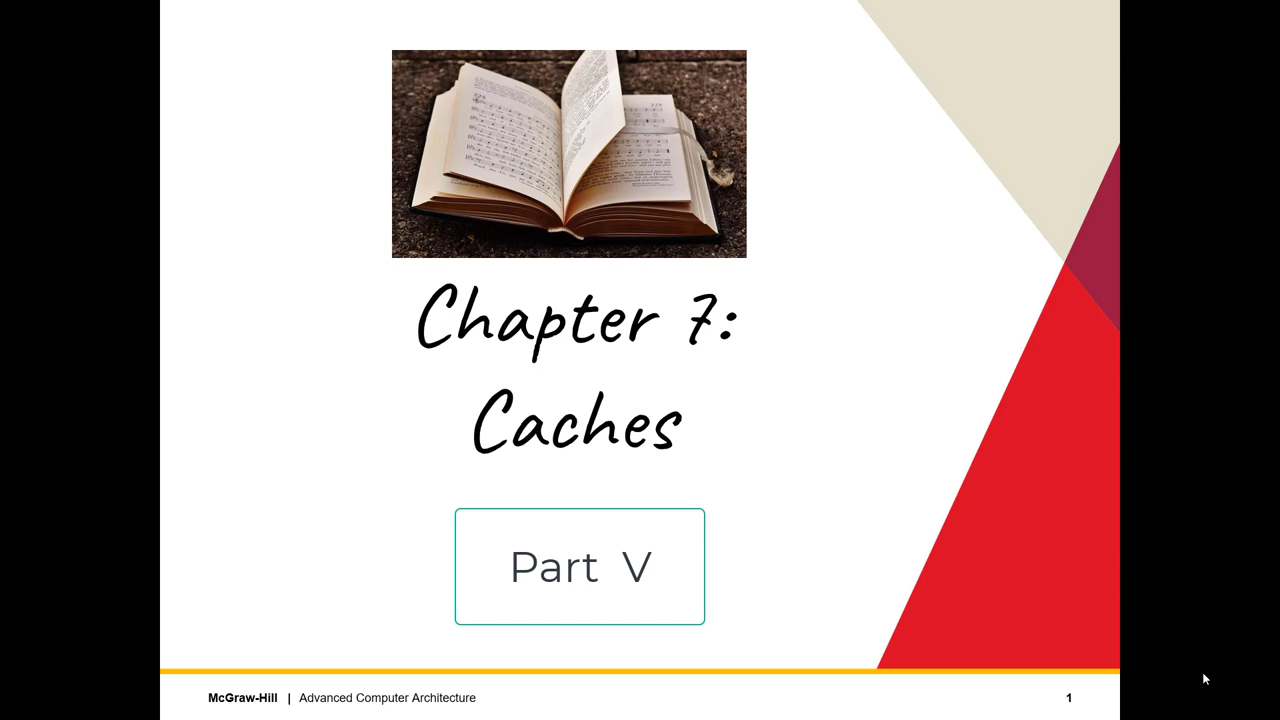 Chapter 7:
Caches
Part V
McGraw-Hill | Advanced Computer Architecture
1